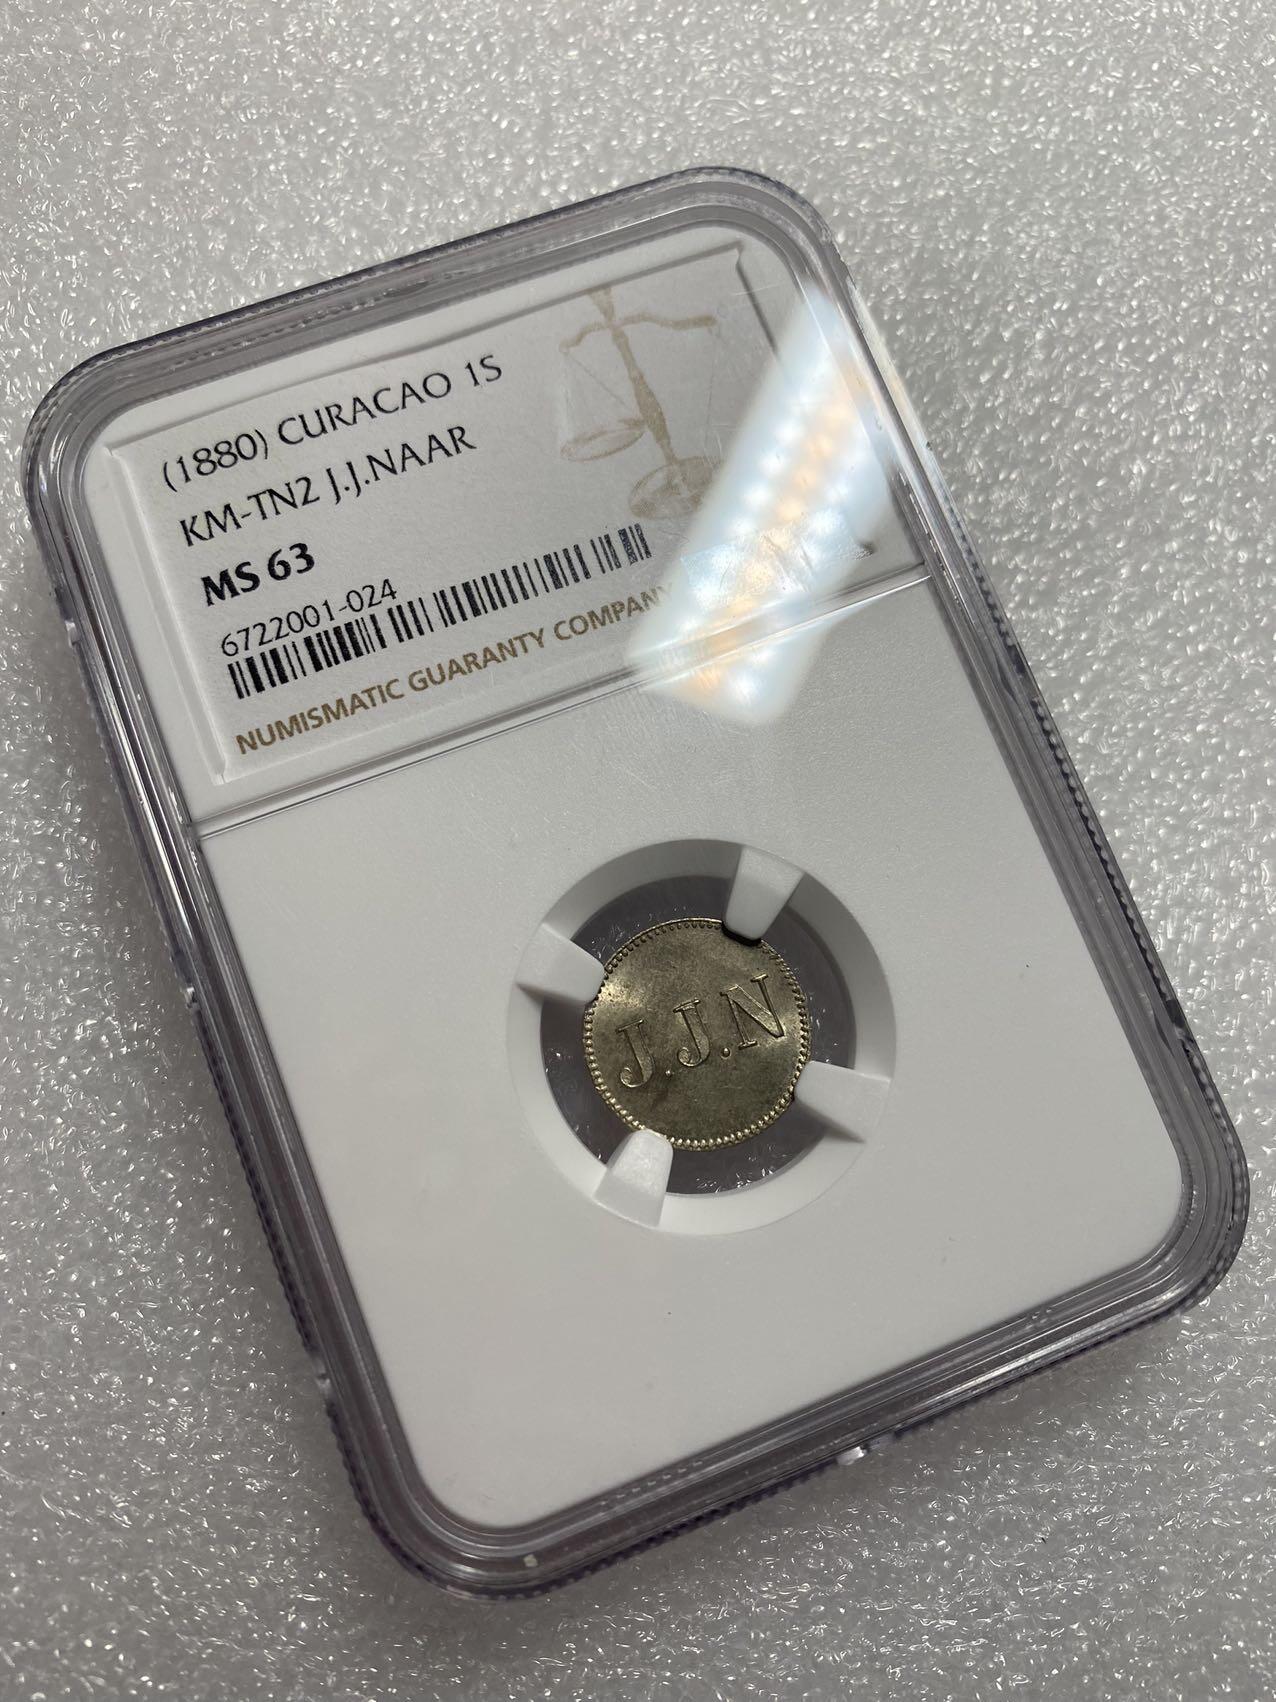 (1880) CURACAO 1S
KM-TN2 J.J.NAAR
MS 63
6722001-024
NUMISMATIC GUARANTY COMPANY
J.J.N